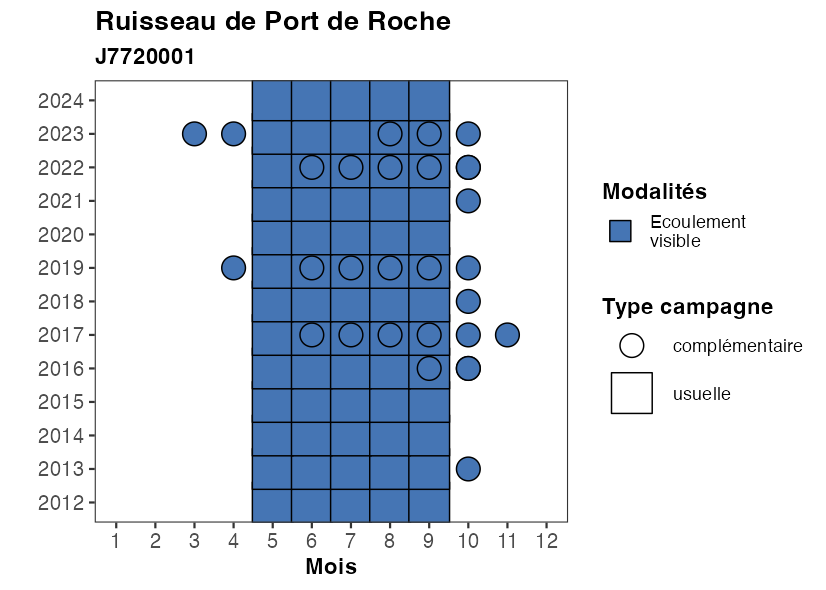 Ruisseau de Port de Roche
J7720001
2024
2023
2022
2021
2020
2019
2018
2017
2016
2015
2014
2013
2012
1 2 3 4 5 6 7 8 9 10 11 12
Mois
Modalités
Ecoulement
visible
Type campagne
complémentaire
usuelle